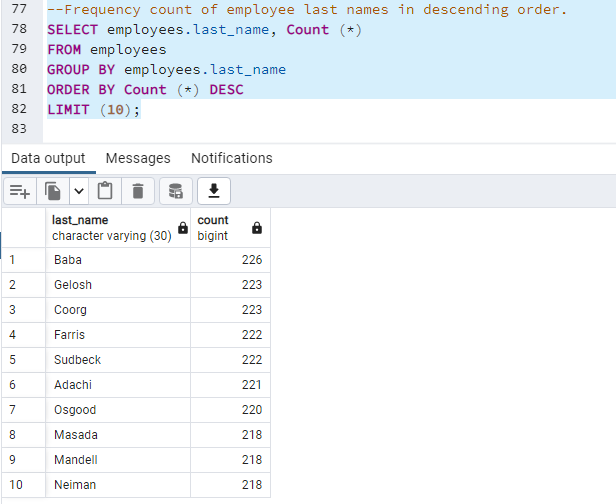 77 --Frequency count of employee last names in descending order.
78 SELECT employees.last_name, Count (*)
79 FROM employees
80 GROUP BY employees.last_name
81 ORDER BY Count (*) DESC
82 LIMIT (10);
83
Data output Messages Notifications
last_name count
character varying (30) bigint
1 Baba 226
2 Gelosh 223
3 Coorg 223
4 Farris 222
5 Sudbeck 222
6 Adachi 221
7 Osgood 220
8 Masada 218
9 Mandell 218
10 Neiman 218